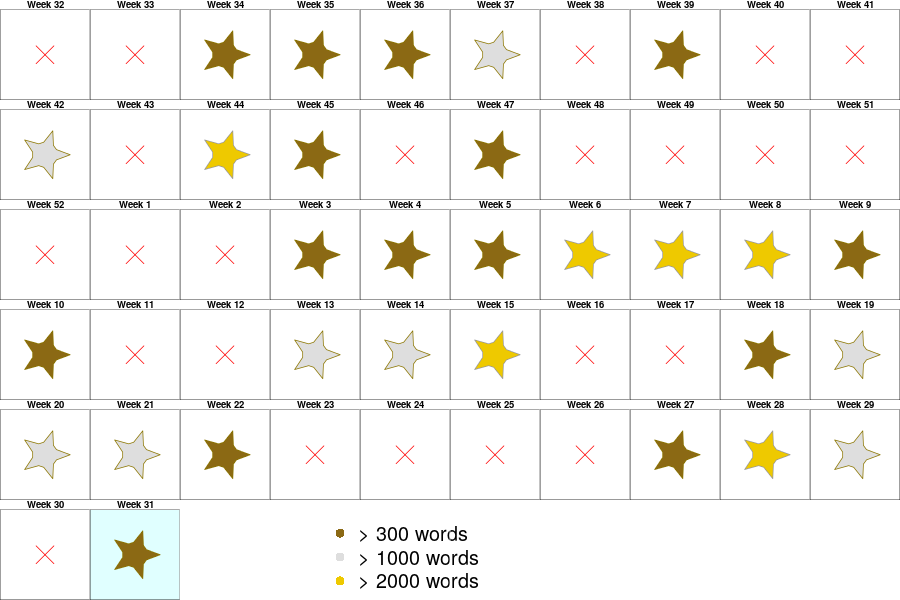 Week 32 Week 33 Week 34 Week 35 Week 36 Week 37 Week 38 Week 39 Week 40 Week 41
Week 42 Week 43 Week 44 Week 45 Week 46 Week 47 Week 48 Week 49 Week 50 Week 51
Week 52 Week 1 Week 2 Week 3 Week 4 Week 5 Week 6 Week 7 Week 8 Week 9
Week 10 Week 11 Week 12 Week 13 Week 14 Week 15 Week 16 Week 17 Week 18 Week 19
Week 20 Week 21 Week 22 Week 23 Week 24 Week 25 Week 26 Week 27 Week 28 Week 29
Week 30 Week 31
> 300 words
> 1000 words
> 2000 words